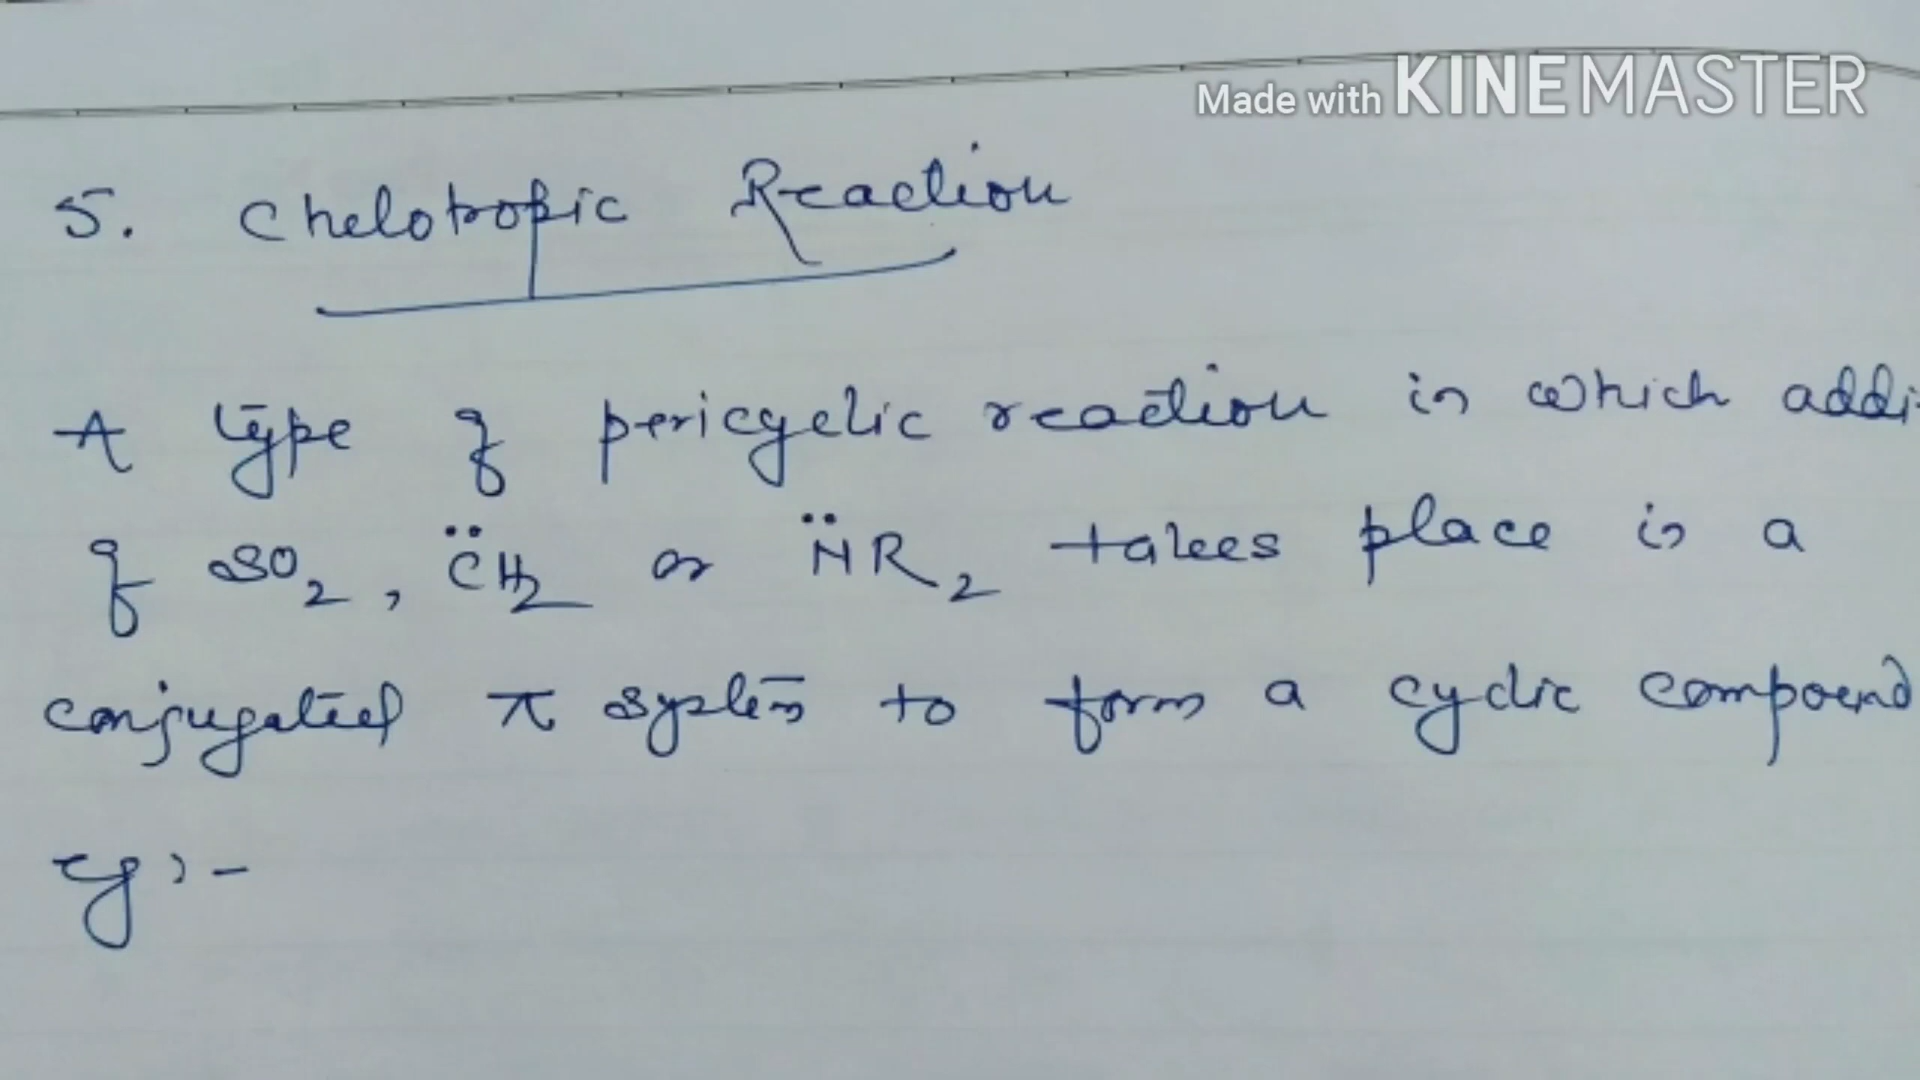 Made with KINEMASTER
5. Chelotropic Reaction
A type of pericyclic reaction in which addi
of SO2, C̈H2 or N̈R2 takes place in a
conjugated π system to form a cyclic compound
eg:-